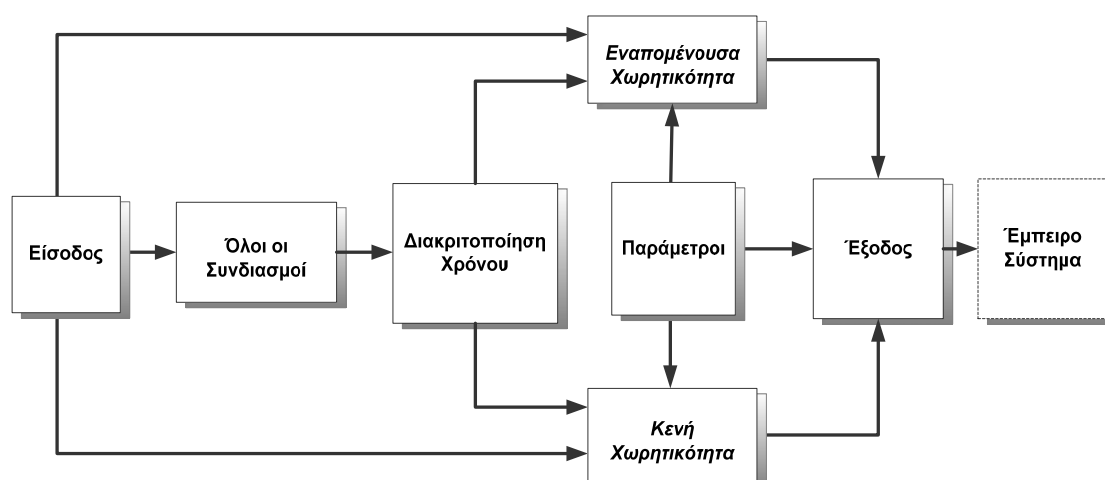 Εναπομένουσα
Χωρητικότητα
Είσοδος
Όλοι οι
Συνδιασμοί
Διακριτοποίηση
Χρόνου
Παράμετροι
Έξοδος
Έμπειρο
Σύστημα
Κενή
Χωρητικότητα